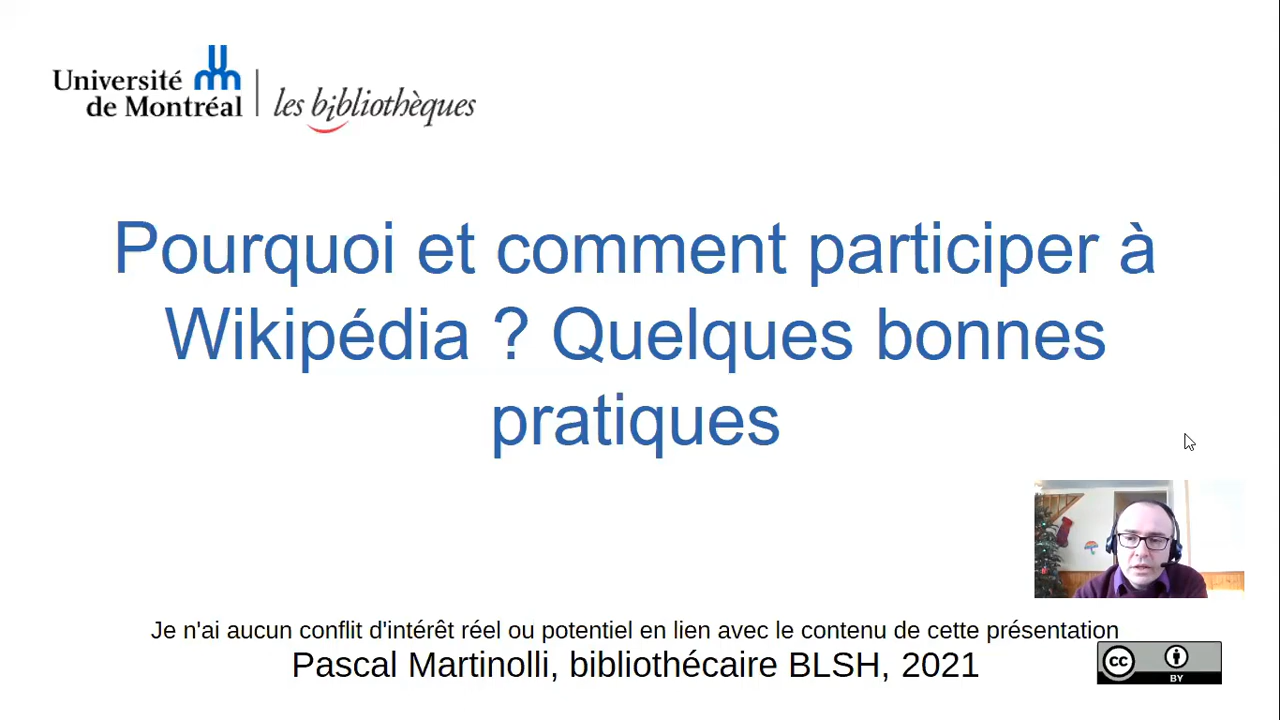 Université
de Montréal
les bibliothèques
Pourquoi et comment participer à
Wikipédia ? Quelques bonnes
pratiques
Je n'ai aucun conflit d'intérêt réel ou potentiel en lien avec le contenu de cette présentation
Pascal Martinolli, bibliothécaire BLSH, 2021
cc
BY